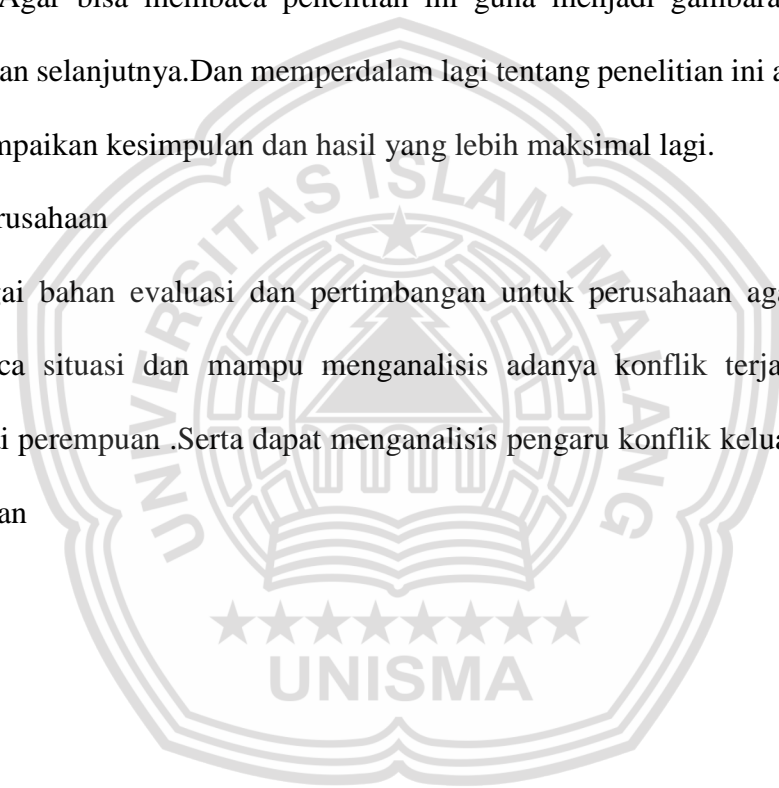 Agar bisa membaca penelitian ini guna menjadi gambara
an selanjutnya.Dan memperdalam lagi tentang penelitian ini a
mpaikan kesimpulan dan hasil yang lebih maksimal lagi.
rusahaan
gai bahan evaluasi dan pertimbangan untuk perusahaan aga
ca situasi dan mampu menganalisis adanya konflik terja
i perempuan .Serta dapat menganalisis pengaru konflik kelua
an
UNIVERSITAS ISLAM MALANG
UNISMA